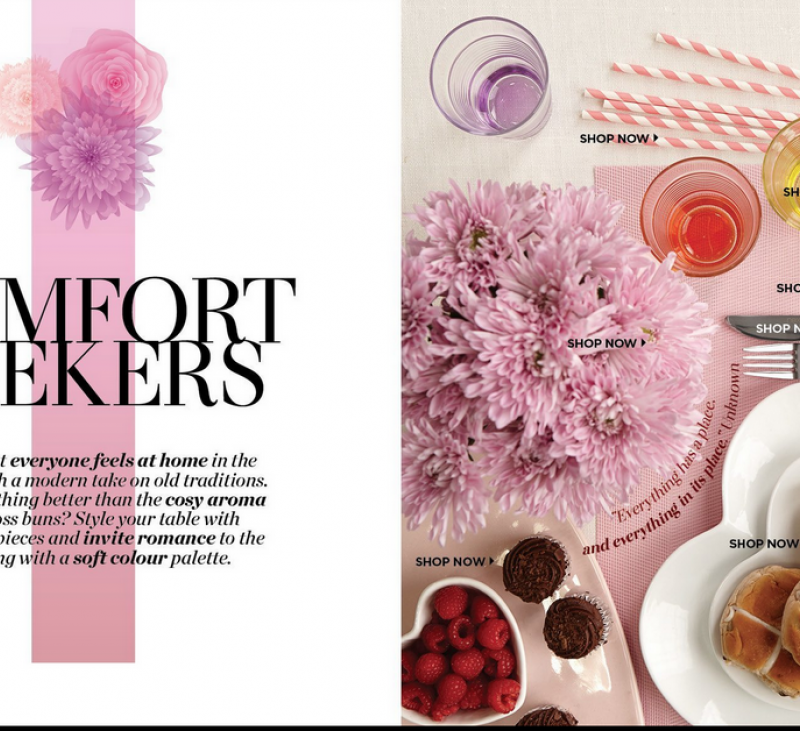 MFORT
EKERS
t everyone feels at home in the
h a modern take on old traditions.
thing better than the cosy aroma
oss buns? Style your table with
pieces and invite romance to the
ng with a soft colour palette.
SHOP NOW
SH
SHO
SHOP N
SHOP NOW
"Everything has a place,
and everything in its place." Unknown
SHOP NOW
SHOP NOW